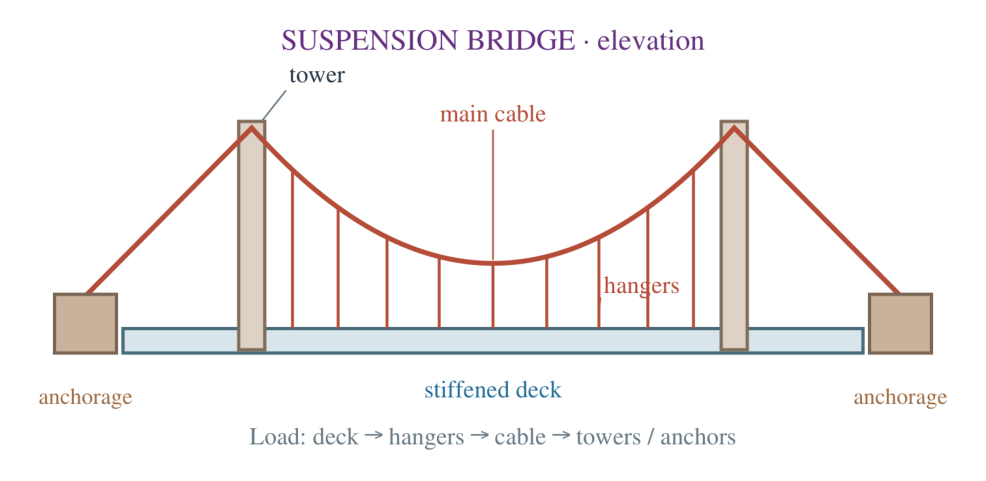 SUSPENSION BRIDGE · elevation
tower
main cable
hangers
stiffened deck
anchorage
anchorage
Load: deck → hangers → cable → towers / anchors